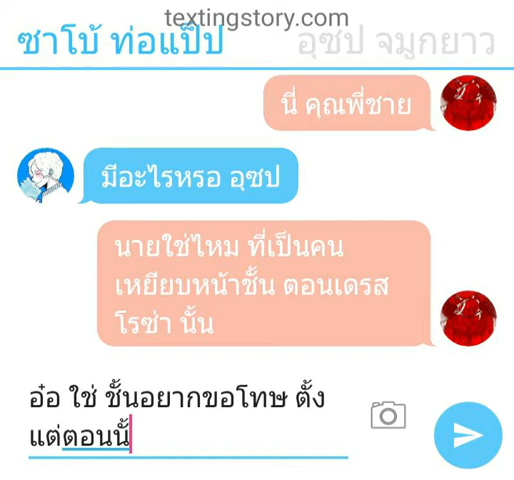 textingstory.com
ซาโบ้ ท่อแป็ป
อุซป จมูกยาว
นี่ คุณพี่ชาย
มีอะไรหรอ อุซป
นายใช่ไหม ที่เป็นคน
เหยียบหน้าชั้น ตอนเดรส
โรซ่า นั้น
อ๋อ ใช่ ชั้นอยากขอโทษ ตั้ง
แต่ตอนนั้